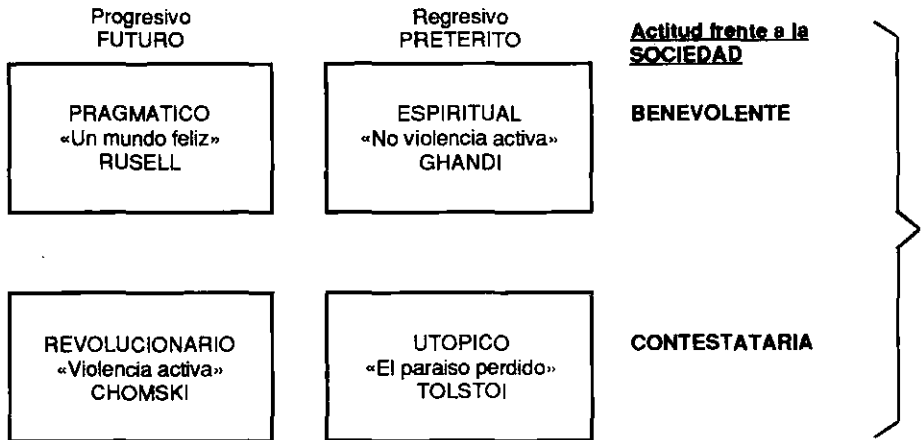 Progresivo
FUTURO
Regresivo
PRETERITO
Actitud frente a la
SOCIEDAD
PRAGMATICO
«Un mundo feliz»
RUSELL
ESPIRITUAL
«No violencia activa»
GHANDI
BENEVOLENTE
REVOLUCIONARIO
«Violencia activa»
CHOMSKI
UTOPICO
«El paraiso perdido»
TOLSTOI
CONTESTATARIA